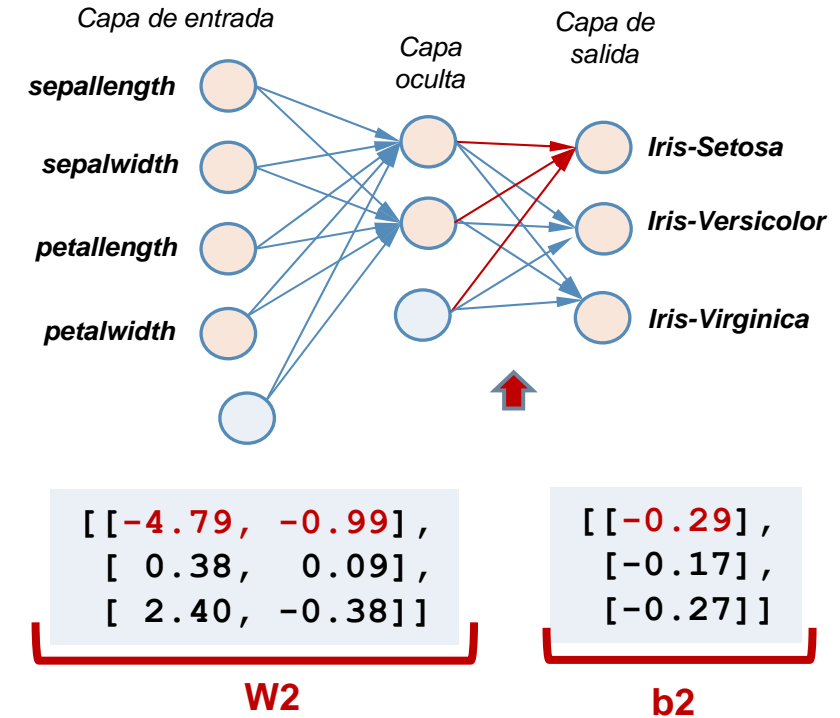 Capa de entrada
Capa
oculta
Capa de
salida
sepallength
sepalwidth
petallength
petalwidth
Iris-Setosa
Iris-Versicolor
Iris-Virginica
[[-4.79, -0.99],
[ 0.38, 0.09],
[ 2.40, -0.38]]
W2
[[-0.29],
[-0.17],
[-0.27]]
b2